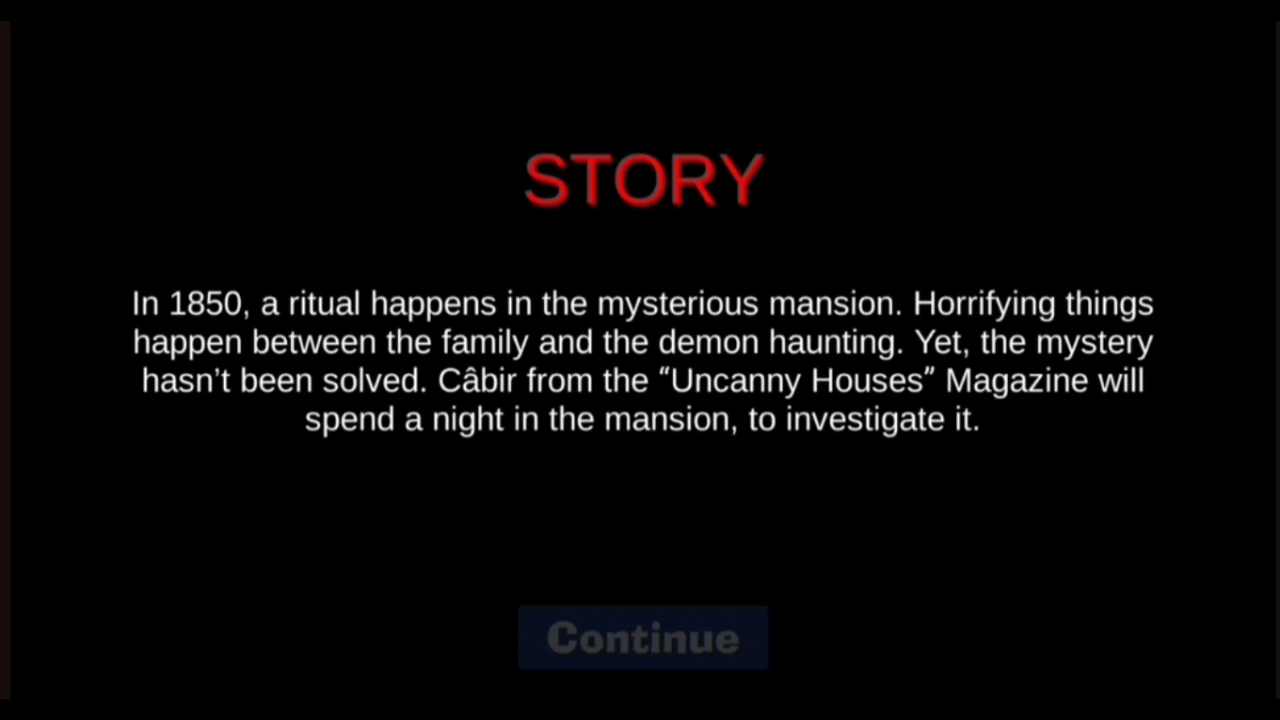 STORY
In 1850, a ritual happens in the mysterious mansion. Horrifying things
happen between the family and the demon haunting. Yet, the mystery
hasn’t been solved. Câbir from the “Uncanny Houses” Magazine will
spend a night in the mansion, to investigate it.
Continue